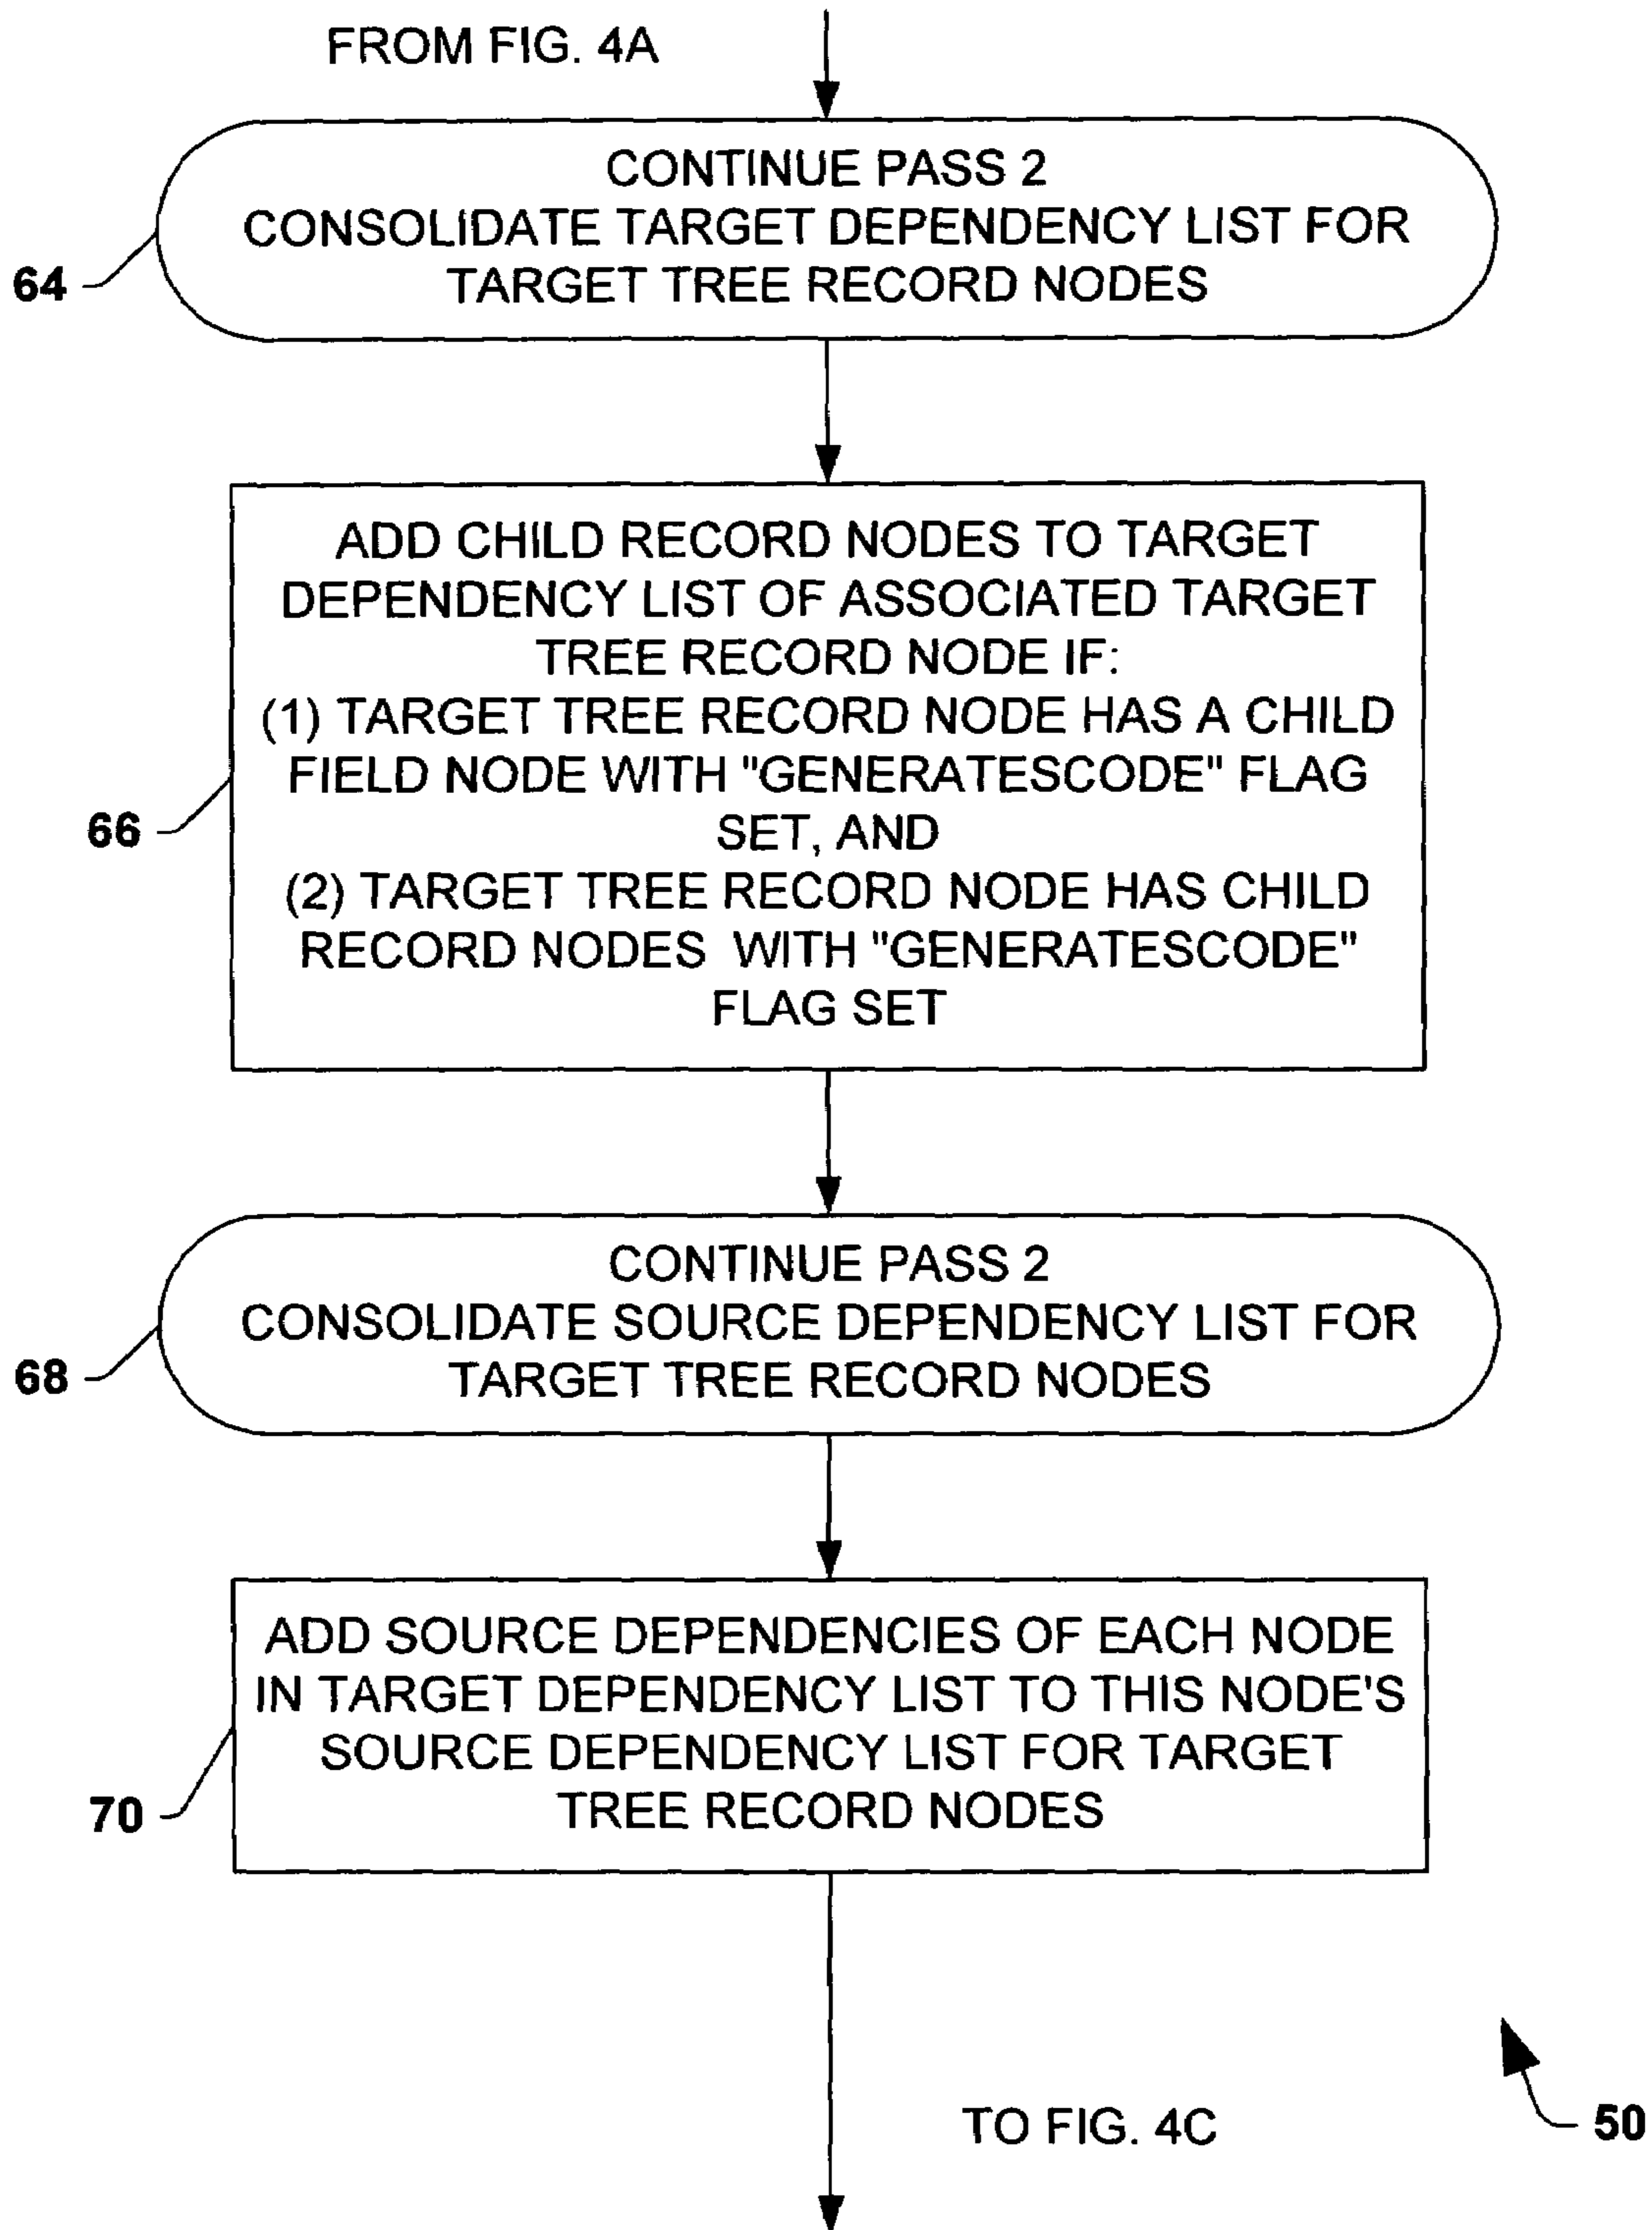 FROM FIG. 4A
CONTINUE PASS 2
CONSOLIDATE TARGET DEPENDENCY LIST FOR
TARGET TREE RECORD NODES
64
ADD CHILD RECORD NODES TO TARGET
DEPENDENCY LIST OF ASSOCIATED TARGET
TREE RECORD NODE IF:
(1) TARGET TREE RECORD NODE HAS A CHILD
FIELD NODE WITH "GENERATESCODE" FLAG
SET, AND
(2) TARGET TREE RECORD NODE HAS CHILD
RECORD NODES WITH "GENERATESCODE"
FLAG SET
66
CONTINUE PASS 2
CONSOLIDATE SOURCE DEPENDENCY LIST FOR
TARGET TREE RECORD NODES
68
ADD SOURCE DEPENDENCIES OF EACH NODE
IN TARGET DEPENDENCY LIST TO THIS NODE'S
SOURCE DEPENDENCY LIST FOR TARGET
TREE RECORD NODES
70
TO FIG. 4C
50